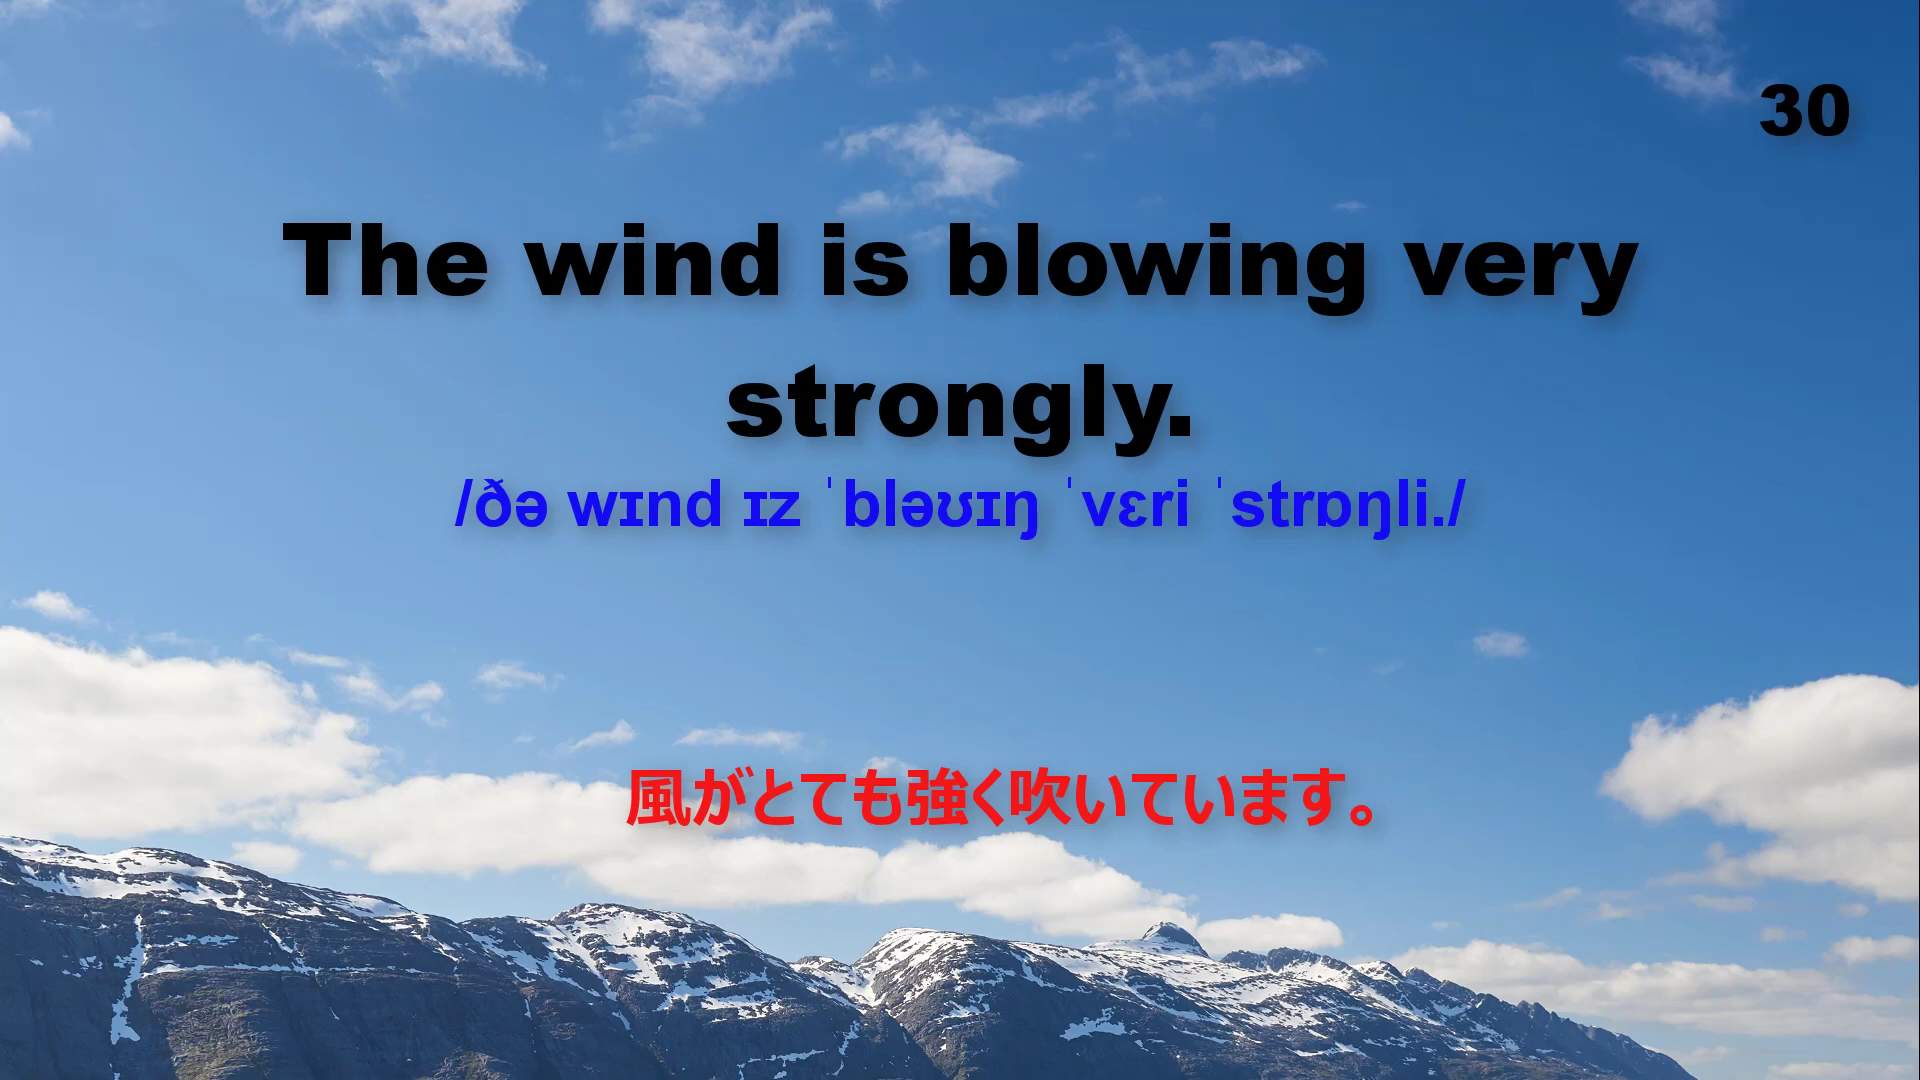 30
The wind is blowing very
strongly.
/ðə wɪnd ɪz ˈbləʊɪŋ ˈvɛri ˈstrɒŋli./
風がとても強く吹いています。